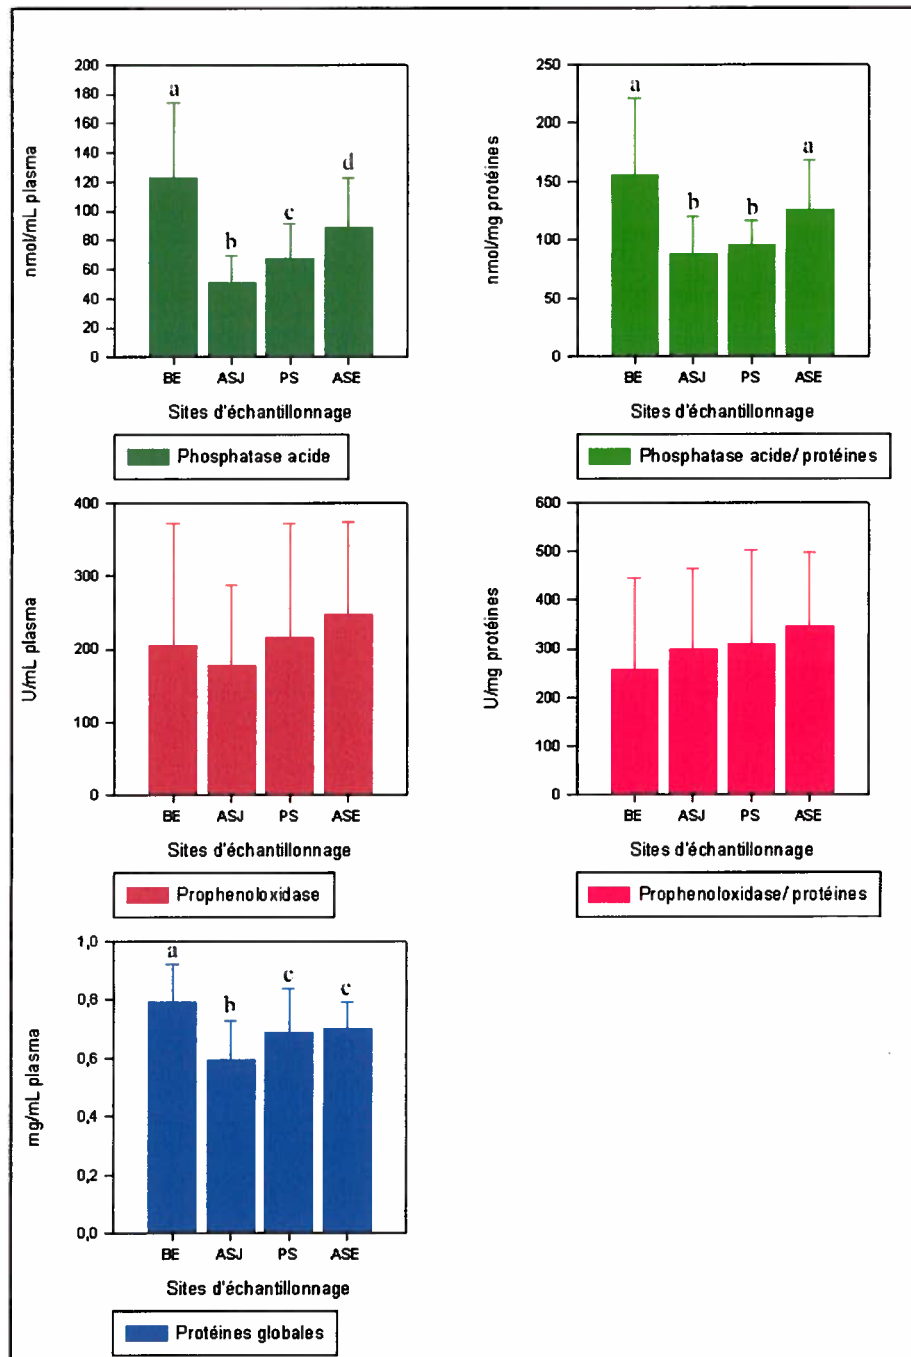 200
180
160
140
120
100
80
60
40
20
0
nmol/mL plasma
a
b
c
d
BE ASJ PS ASE
Sites d'échantillonnage
Phosphatase acide
250
200
150
100
50
0
nmol/mg protéines
a
b
b
a
BE ASJ PS ASE
Sites d'échantillonnage
Phosphatase acide/ protéines
400
300
200
100
0
U/mL plasma
BE ASJ PS ASE
Sites d'échantillonnage
Prophenoloxidase
600
500
400
300
200
100
0
U/mg protéines
BE ASJ PS ASE
Sites d'échantillonnage
Prophenoloxidase/ protéines
1,0
0,8
0,6
0,4
0,2
0,0
mg/mL plasma
a
b
c
c
BE ASJ PS ASE
Sites d'échantillonnage
Protéines globales